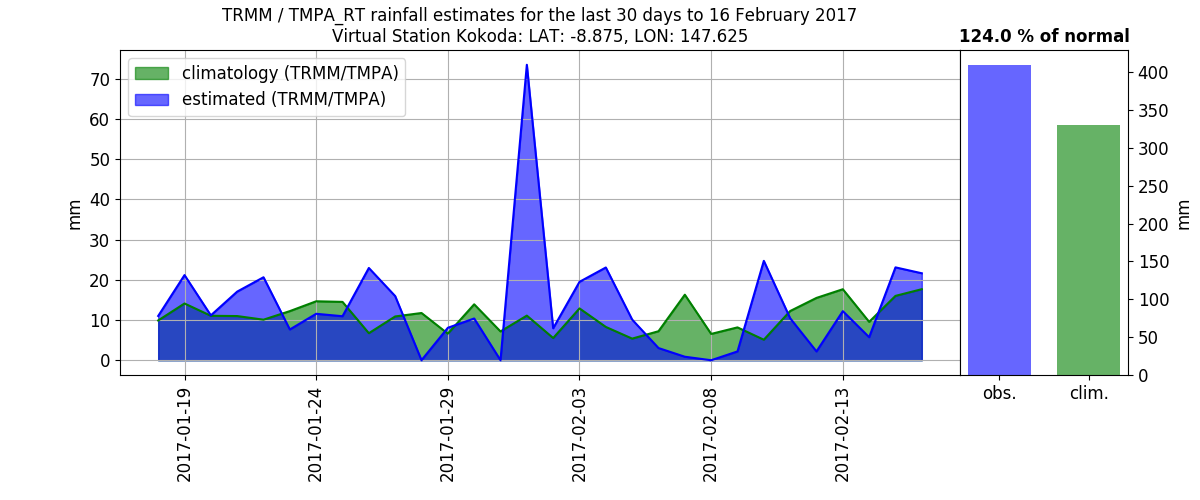 TRMM / TMPA_RT rainfall estimates for the last 30 days to 16 February 2017
Virtual Station Kokoda: LAT: -8.875, LON: 147.625
124.0 % of normal
climatology (TRMM/TMPA)
estimated (TRMM/TMPA)
mm
70
60
50
40
30
20
10
0
2017-01-19
2017-01-24
2017-01-29
2017-02-03
2017-02-08
2017-02-13
400
350
300
250
200
150
100
50
0
mm
obs.
clim.